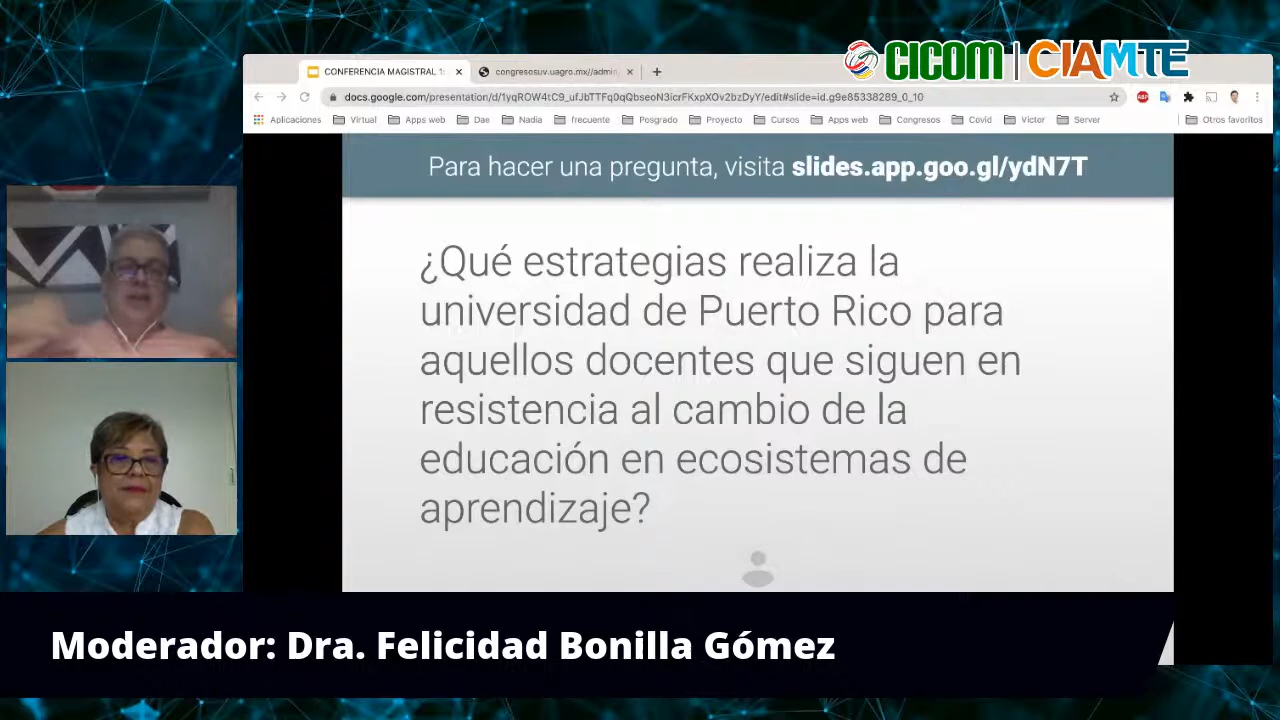 CICOM | CIAMTE
CONFERENCIA MAGISTRAL 1: × congresosuv.uagro.mx//admin × +
docs.google.com/presentation/d/1yqROW4tC9_ufJbTTFq0qQbseoN3icrFKxpXOv2bzDyY/edit#slide=id.g9e85338289_0_10
ABP
Aplicaciones Virtual Apps web Dae Nadia frecuente Posgrado Proyecto Cursos Apps web Congresos Covid Victor Server Otros favoritos
Para hacer una pregunta, visita slides.app.goo.gl/ydN7T
¿Qué estrategias realiza la
universidad de Puerto Rico para
aquellos docentes que siguen en
resistencia al cambio de la
educación en ecosistemas de
aprendizaje?
Moderador: Dra. Felicidad Bonilla Gómez